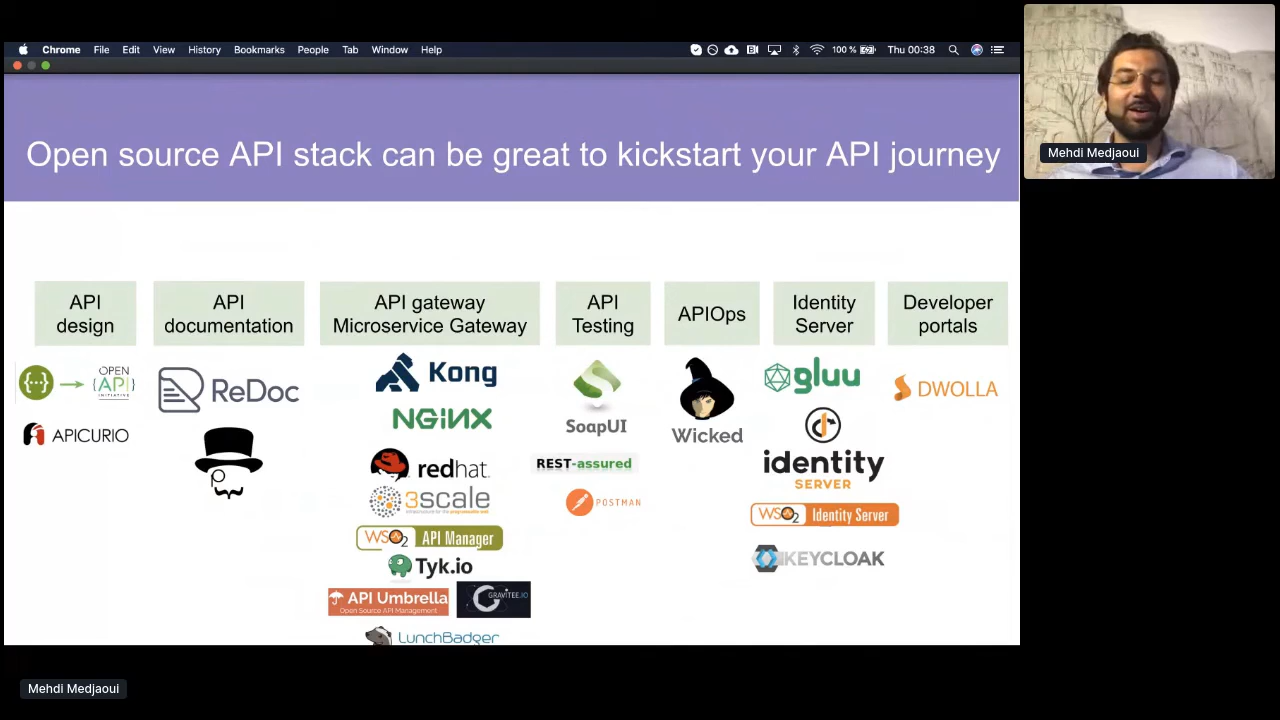 Chrome File Edit View History Bookmarks People Tab Window Help
100 % Thu 00:38
Mehdi Medjaoui
Open source API stack can be great to kickstart your API journey
API
design
API
documentation
API gateway
Microservice Gateway
API
Testing
APIOps
Identity
Server
Developer
portals
OPEN
API
INITIATIVE
APICURIO
ReDoc
Kong
NGINX
redhat.
3scale
WSO2 API Manager
Tyk.io
API Umbrella
Open Source API Management
GRAVITEE.IO
LunchBadger
SoapUI
REST-assured
POSTMAN
Wicked
gluu
identity
SERVER
WSO2 Identity Server
KEYCLOAK
DWOLLA
Mehdi Medjaoui